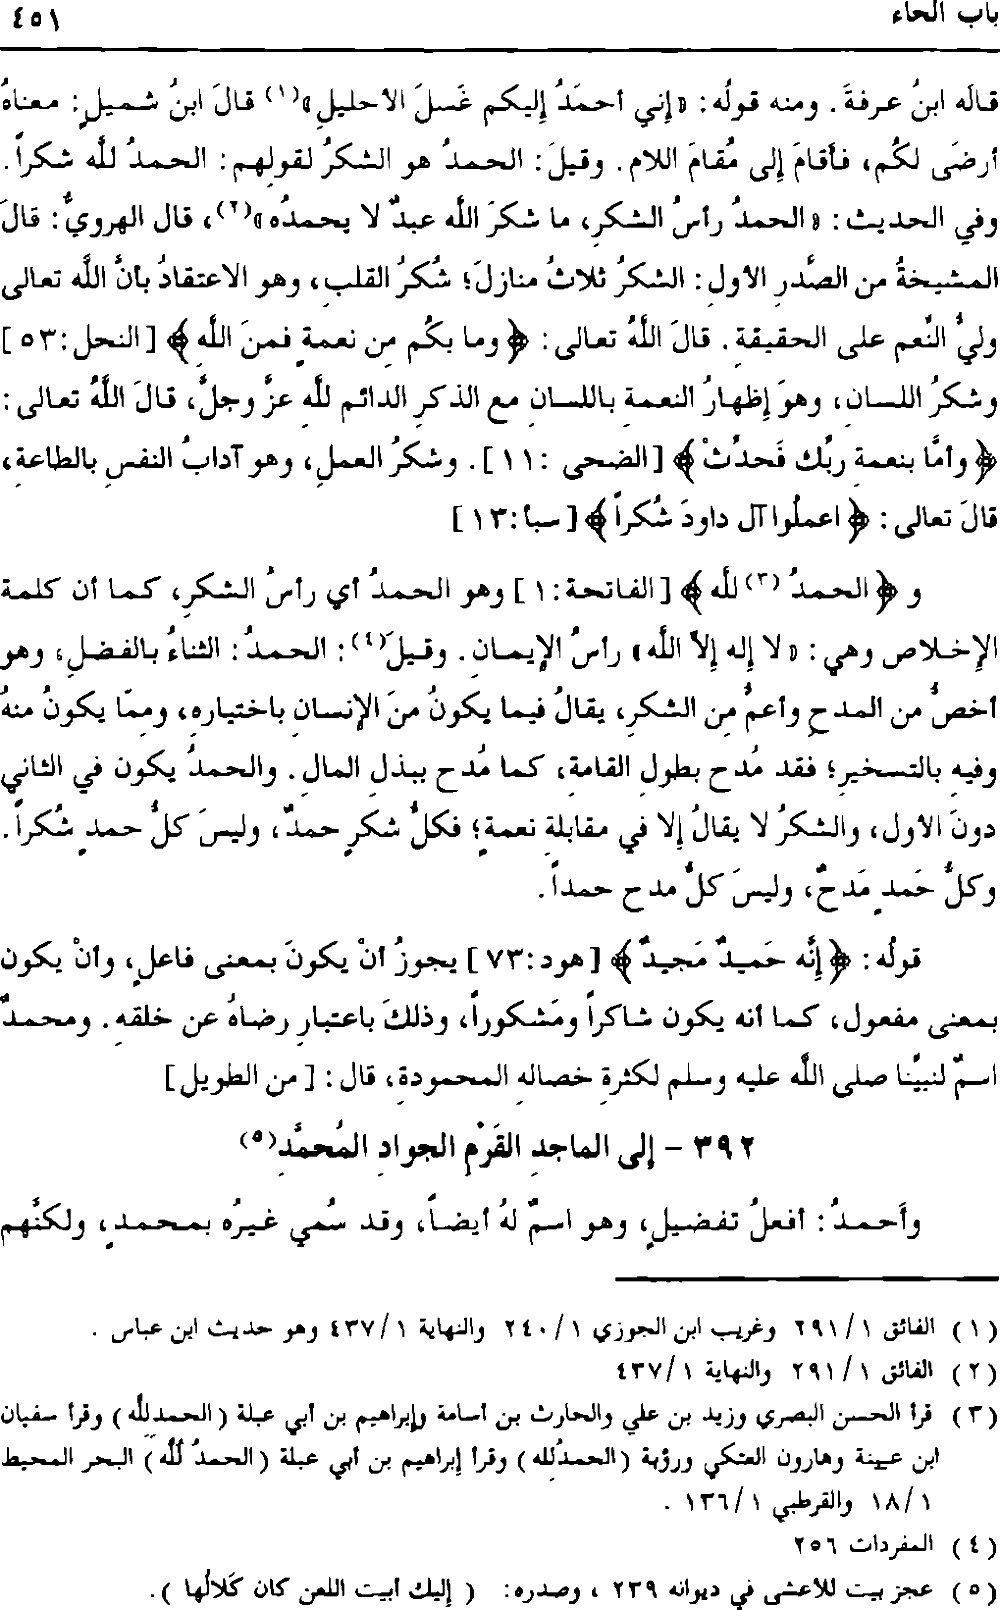 باب الحاء ٤٥١
قالَه ابنُ عرفةَ. ومنه قولُه: «إني أحمَدُ إليكم غَسلَ الأحليلِ»(١) قالَ ابنُ شميلٍ: معناهُ
أرضَى لكُم، فأقامَ إلى مُقامَ اللام. وقيلَ: الحمدُ هو الشكرُ لقولِهم: الحمدُ للَّه شكراً.
وفي الحديث: «الحمدُ رأسُ الشكرِ، ما شكرَ اللَّه عبدٌ لا يحمدُه»(٢)، قال الهرويُّ: قالَ
المشيخةُ من الصَّدرِ الأولِ: الشكرُ ثلاثُ منازلَ؛ شُكرُ القلبِ، وهو الاعتقادُ بأنَّ اللَّه تعالى
وليُّ النِّعم على الحقيقةِ. قالَ اللَّهُ تعالى: ﴿وما بكُم مِن نعمةٍ فمنَ اللَّهِ﴾ [النحل:٥٣]
وشكرُ اللسانِ، وهوَ إظهارُ النعمةِ باللسانِ مع الذكرِ الدائم للَّه عزَّ وجلَّ، قالَ اللَّهُ تعالى:
﴿وأمَّا بنعمةِ ربِّك فَحدِّثْ﴾ [الضحى :١١]. وشكرُ العملِ، وهو آدابُ النفسِ بالطاعةِ،
قالَ تعالى: ﴿اعملُوا آل داودَ شُكراً﴾ [سبأ:١٣]
و ﴿الحمدُ(٣) للَّه﴾ [الفاتحة:١] وهو الحمدُ أي رأسُ الشكرِ، كما أن كلمة
الإخلاص وهي: «لا إله إلاّ اللَّه» رأسُ الإيمانِ. وقيلَ(٤): الحمدُ: الثناءُ بالفضلِ، وهو
أخصُّ من المدحِ وأعمُّ مِن الشكرِ، يقالُ فيما يكونُ منَ الإنسانِ باختيارِه، وممّا يكونُ منهُ
وفيه بالتسخيرِ؛ فقد مُدح بطولِ القامةِ، كما مُدح ببذلِ المالِ. والحمدُ يكون في الثاني
دونَ الأولِ، والشكرُ لا يقالُ إلا في مقابلةِ نعمةٍ؛ فكلُّ شكرٍ حمدٌ، وليسَ كلُّ حمدٍ شُكراً.
وكلُّ حَمدٍ مَدحٌ، وليسَ كلُّ مدح حمداً.
قولُه: ﴿إنَّه حَميدٌ مَجيدٌ﴾ [هود:٧٣] يجوزُ أنْ يكونَ بمعنى فاعلٍ، وأنْ يكون
بمعنى مفعول، كما أنه يكون شاكراً ومَشكوراً، وذلكَ باعتبارِ رضاهُ عن خلقهِ. ومحمدٌ
اسمٌ لنبيِّنا صلى اللَّه عليه وسلم لكثرةِ خصالهِ المحمودةِ، قال: [من الطويل]
٣٩٢ - إلى الماجدِ القَرْمِ الجوادِ المُحمَّدِ(٥)
وأَحمدُ: أفعلُ تفضيلٍ، وهو اسمٌ لهُ أيضاً، وقد سُمي غيرُه بمحمدٍ، ولكنَّهم
(١) الفائق ٢٩١/١ وغريب ابن الجوزي ٢٤٠/١ والنهاية ٤٣٧/١ وهو حديث ابن عباس .
(٢) الفائق ٢٩١/١ والنهاية ٤٣٧/١
(٣) قرأ الحسن البصري وزيد بن علي والحارث بن أسامة وإبراهيم بن أبي عبلة (الحمدِللَّه) وقرأ سفيان
ابن عيينة وهارون العتكي ورؤبة (الحمدَلِله) وقرأ إبراهيم بن أبي عبلة (الحمدُ لُلَّه) البحر المحيط
١٨/١ والقرطبي ١٣٦/١ .
(٤) المفردات ٢٥٦
(٥) عجز بيت للأعشى في ديوانه ٢٣٩ ، وصدره: ( إليك أبيت اللعن كان كَلالُها ).